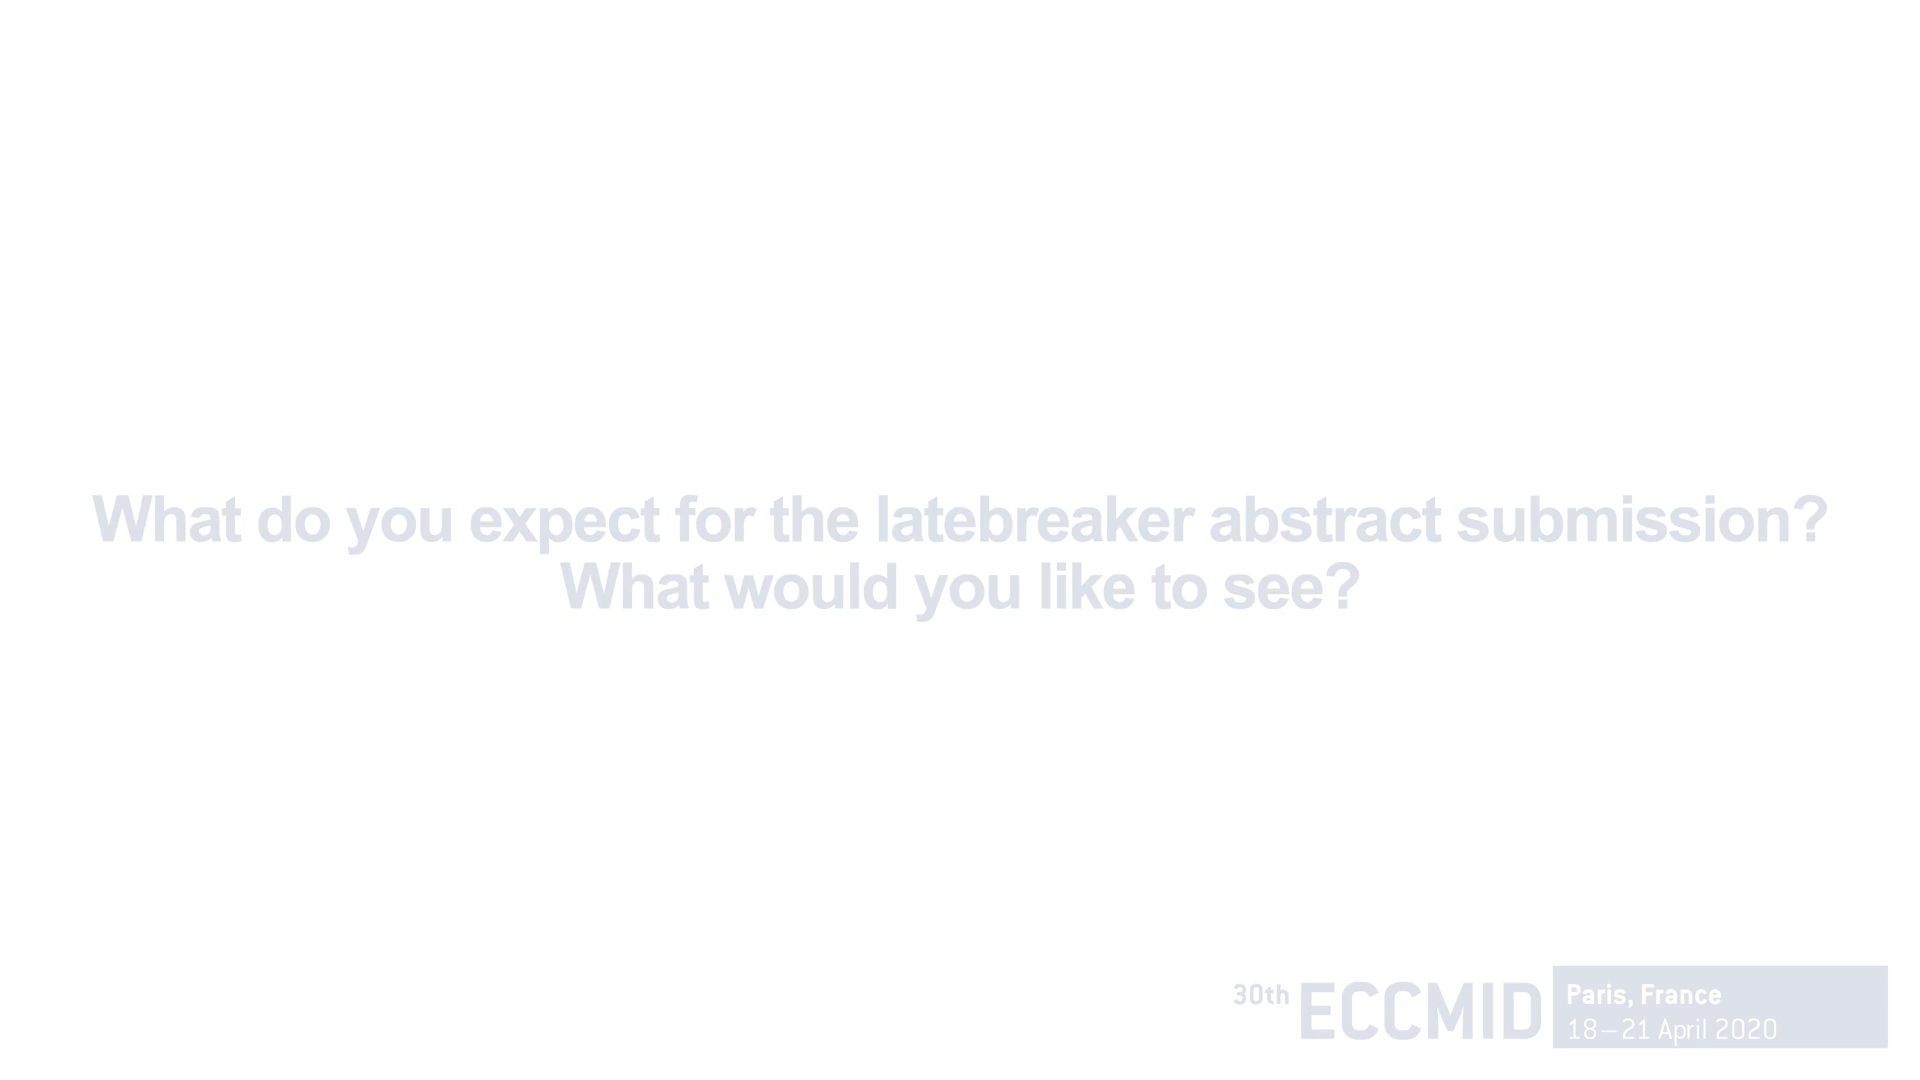 What do you expect for the latebreaker abstract submission?
What would you like to see?
30th ECCMID
Paris, France
18–21 April 2020